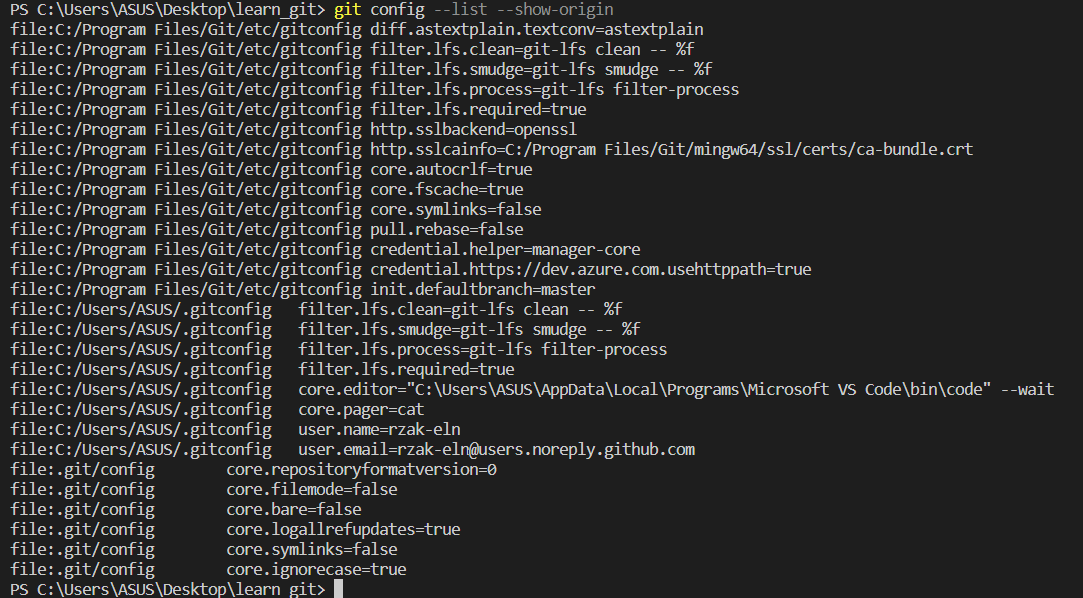 PS C:\Users\ASUS\Desktop\learn_git> git config --list --show-origin
file:C:/Program Files/Git/etc/gitconfig diff.astextplain.textconv=astextplain
file:C:/Program Files/Git/etc/gitconfig filter.lfs.clean=git-lfs clean -- %f
file:C:/Program Files/Git/etc/gitconfig filter.lfs.smudge=git-lfs smudge -- %f
file:C:/Program Files/Git/etc/gitconfig filter.lfs.process=git-lfs filter-process
file:C:/Program Files/Git/etc/gitconfig filter.lfs.required=true
file:C:/Program Files/Git/etc/gitconfig http.sslbackend=openssl
file:C:/Program Files/Git/etc/gitconfig http.sslcainfo=C:/Program Files/Git/mingw64/ssl/certs/ca-bundle.crt
file:C:/Program Files/Git/etc/gitconfig core.autocrlf=true
file:C:/Program Files/Git/etc/gitconfig core.fscache=true
file:C:/Program Files/Git/etc/gitconfig core.symlinks=false
file:C:/Program Files/Git/etc/gitconfig pull.rebase=false
file:C:/Program Files/Git/etc/gitconfig credential.helper=manager-core
file:C:/Program Files/Git/etc/gitconfig credential.https://dev.azure.com.usehttppath=true
file:C:/Program Files/Git/etc/gitconfig init.defaultbranch=master
file:C:/Users/ASUS/.gitconfig   filter.lfs.clean=git-lfs clean -- %f
file:C:/Users/ASUS/.gitconfig   filter.lfs.smudge=git-lfs smudge -- %f
file:C:/Users/ASUS/.gitconfig   filter.lfs.process=git-lfs filter-process
file:C:/Users/ASUS/.gitconfig   filter.lfs.required=true
file:C:/Users/ASUS/.gitconfig   core.editor="C:\Users\ASUS\AppData\Local\Programs\Microsoft VS Code\bin\code" --wait
file:C:/Users/ASUS/.gitconfig   core.pager=cat
file:C:/Users/ASUS/.gitconfig   user.name=rzak-eln
file:C:/Users/ASUS/.gitconfig   user.email=rzak-eln@users.noreply.github.com
file:.git/config        core.repositoryformatversion=0
file:.git/config        core.filemode=false
file:.git/config        core.bare=false
file:.git/config        core.logallrefupdates=true
file:.git/config        core.symlinks=false
file:.git/config        core.ignorecase=true
PS C:\Users\ASUS\Desktop\learn_git>